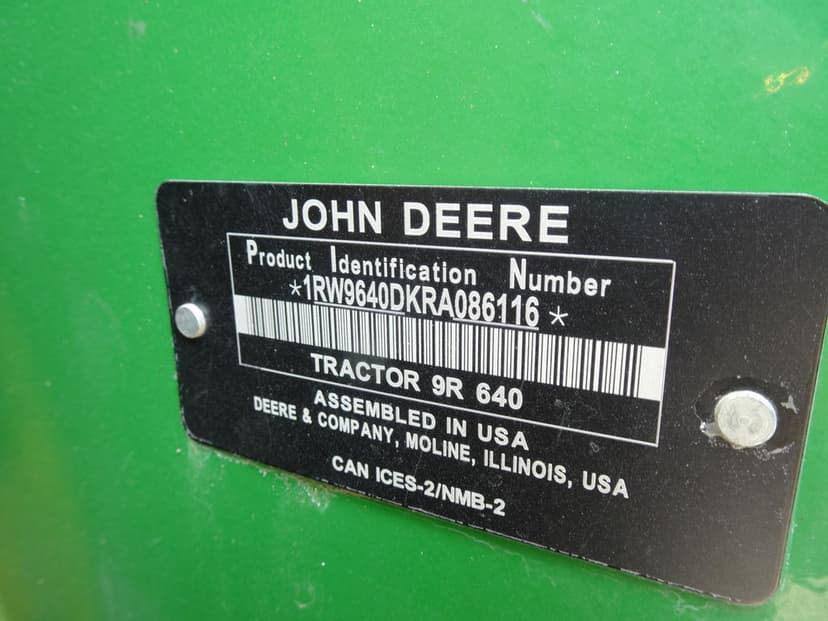 JOHN DEERE
Product Identification Number
*1RW9640DKRA086116*
TRACTOR 9R 640
ASSEMBLED IN USA
DEERE & COMPANY, MOLINE, ILLINOIS, USA
CAN ICES-2/NMB-2